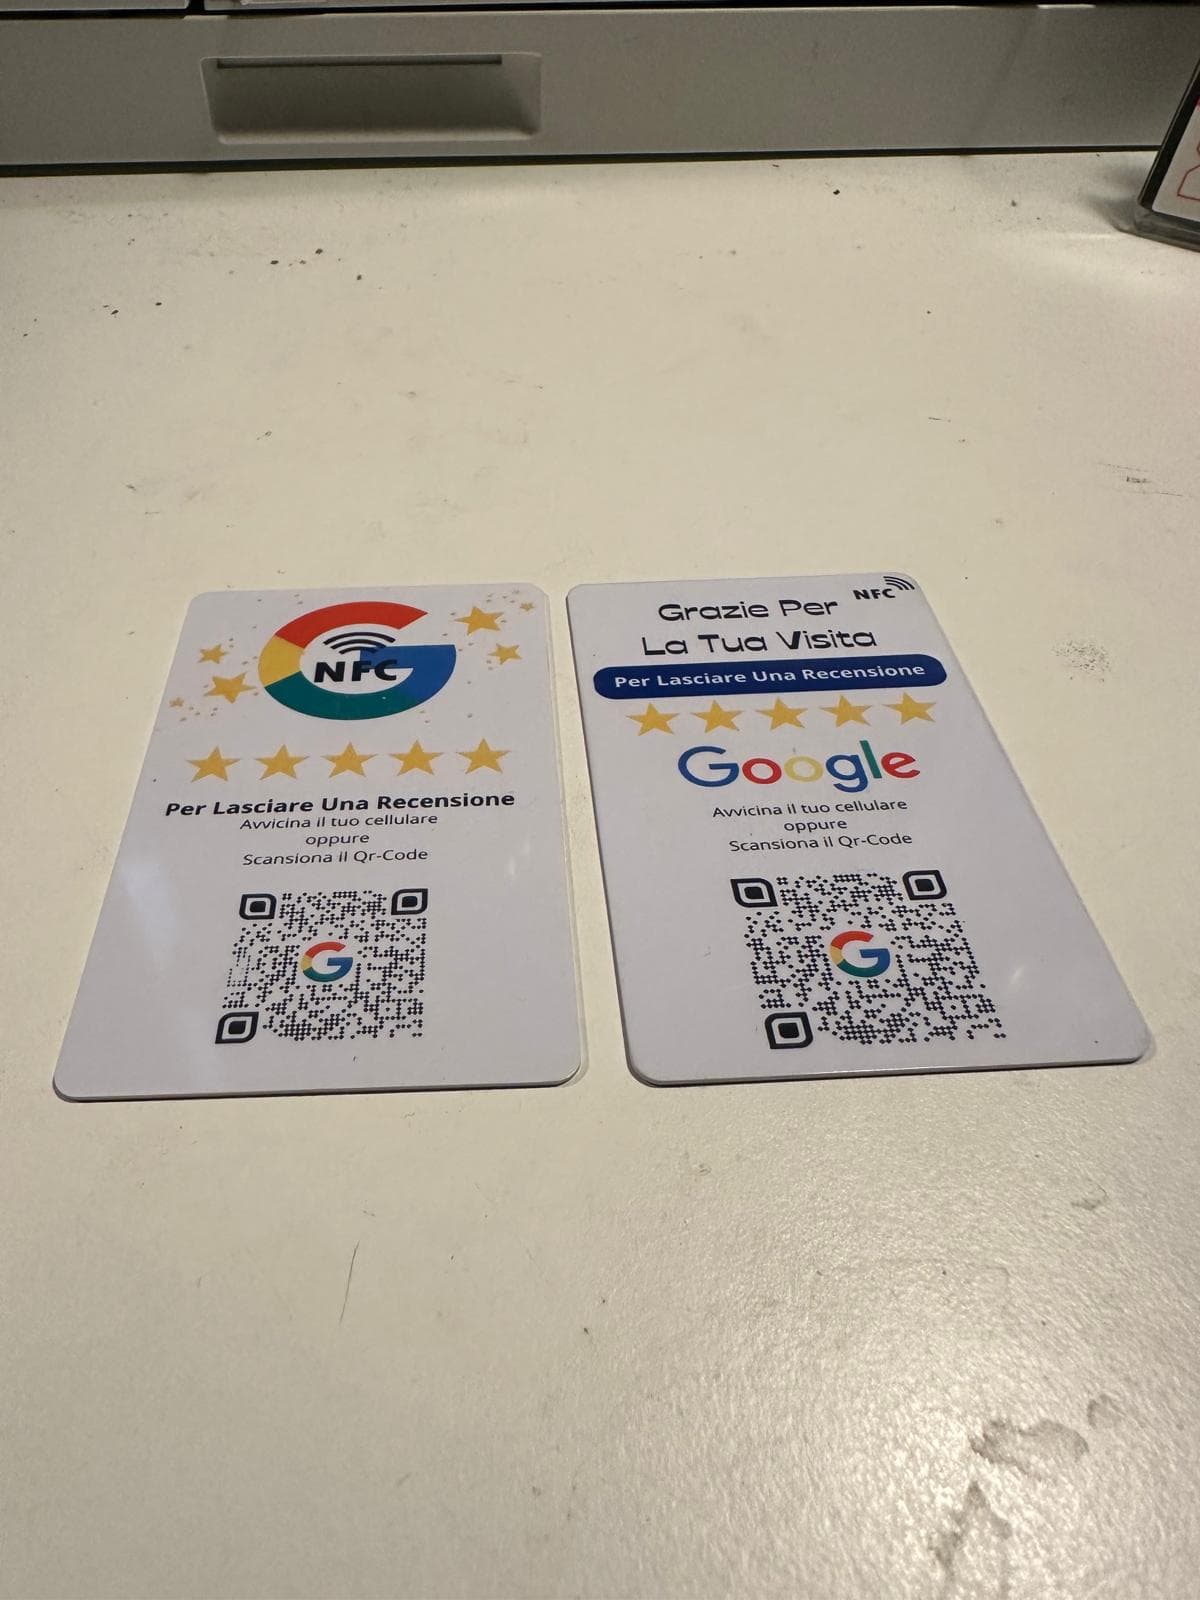 NFC
Per Lasciare Una Recensione
Avvicina il tuo cellulare
oppure
Scansiona il Qr-Code
Grazie Per
NFC
La Tua Visita
Per Lasciare Una Recensione
Google
Avvicina il tuo cellulare
oppure
Scansiona il Qr-Code